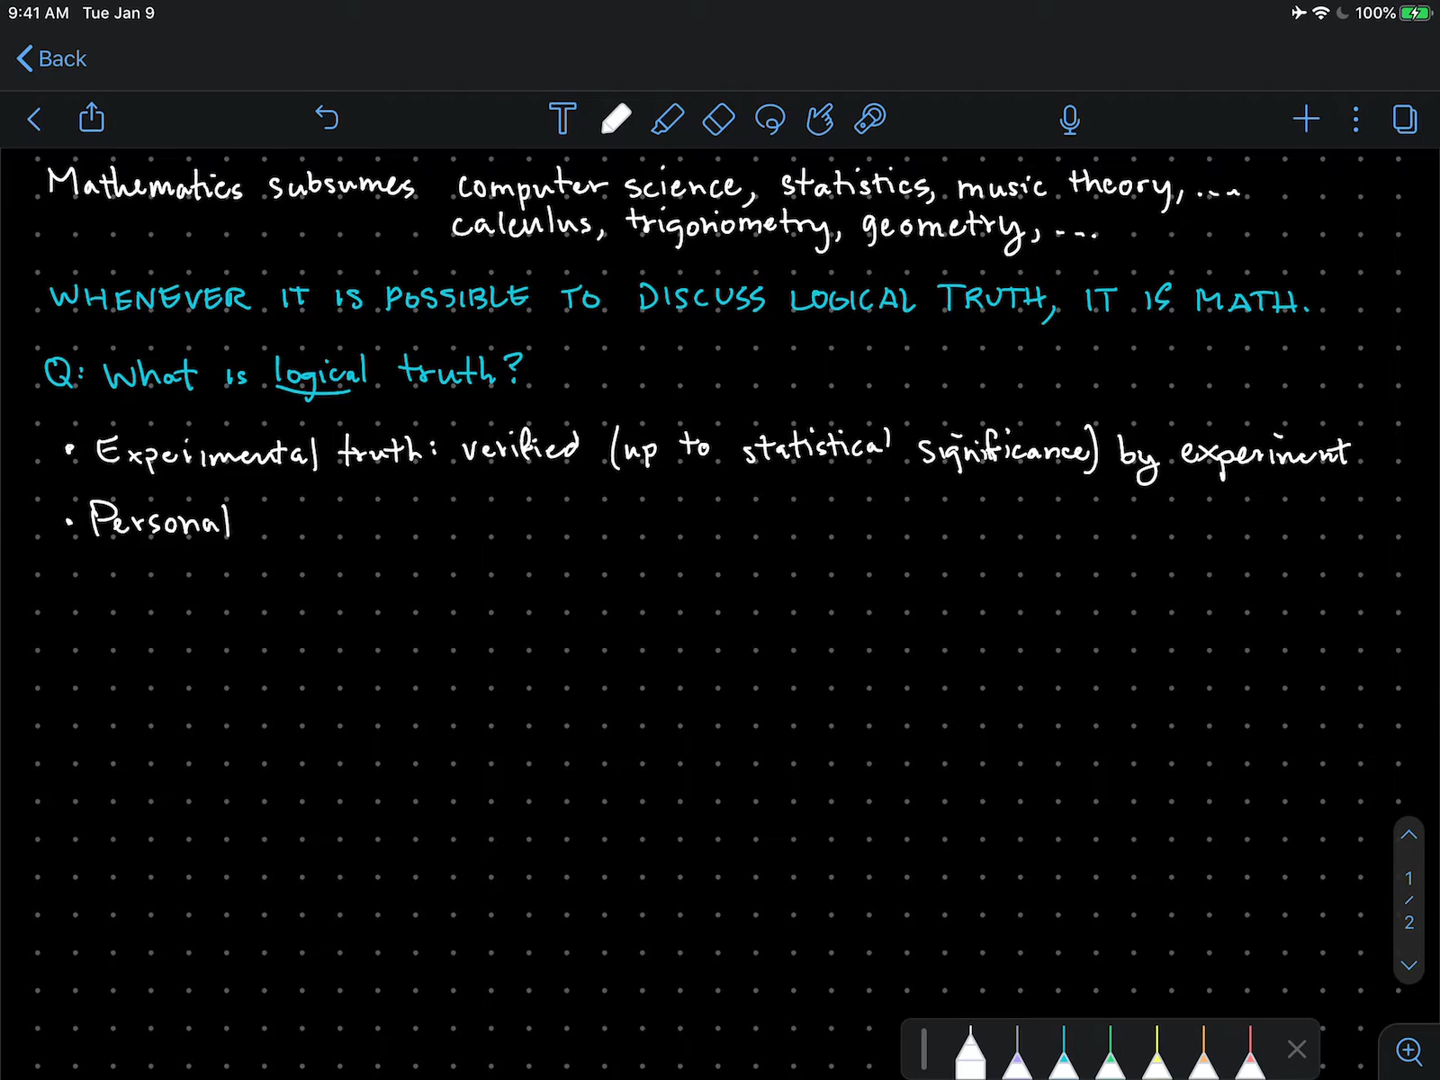 9:41 AM Tue Jan 9
100%
Back
Mathematics subsumes computer science, statistics, music theory, ...
calculus, trigonometry, geometry, ...
WHENEVER IT IS POSSIBLE TO DISCUSS LOGICAL TRUTH, IT IS MATH.
Q: What is logical truth?
• Experimental truth: verified (up to statistical significance) by experiment
• Personal
1
/
2